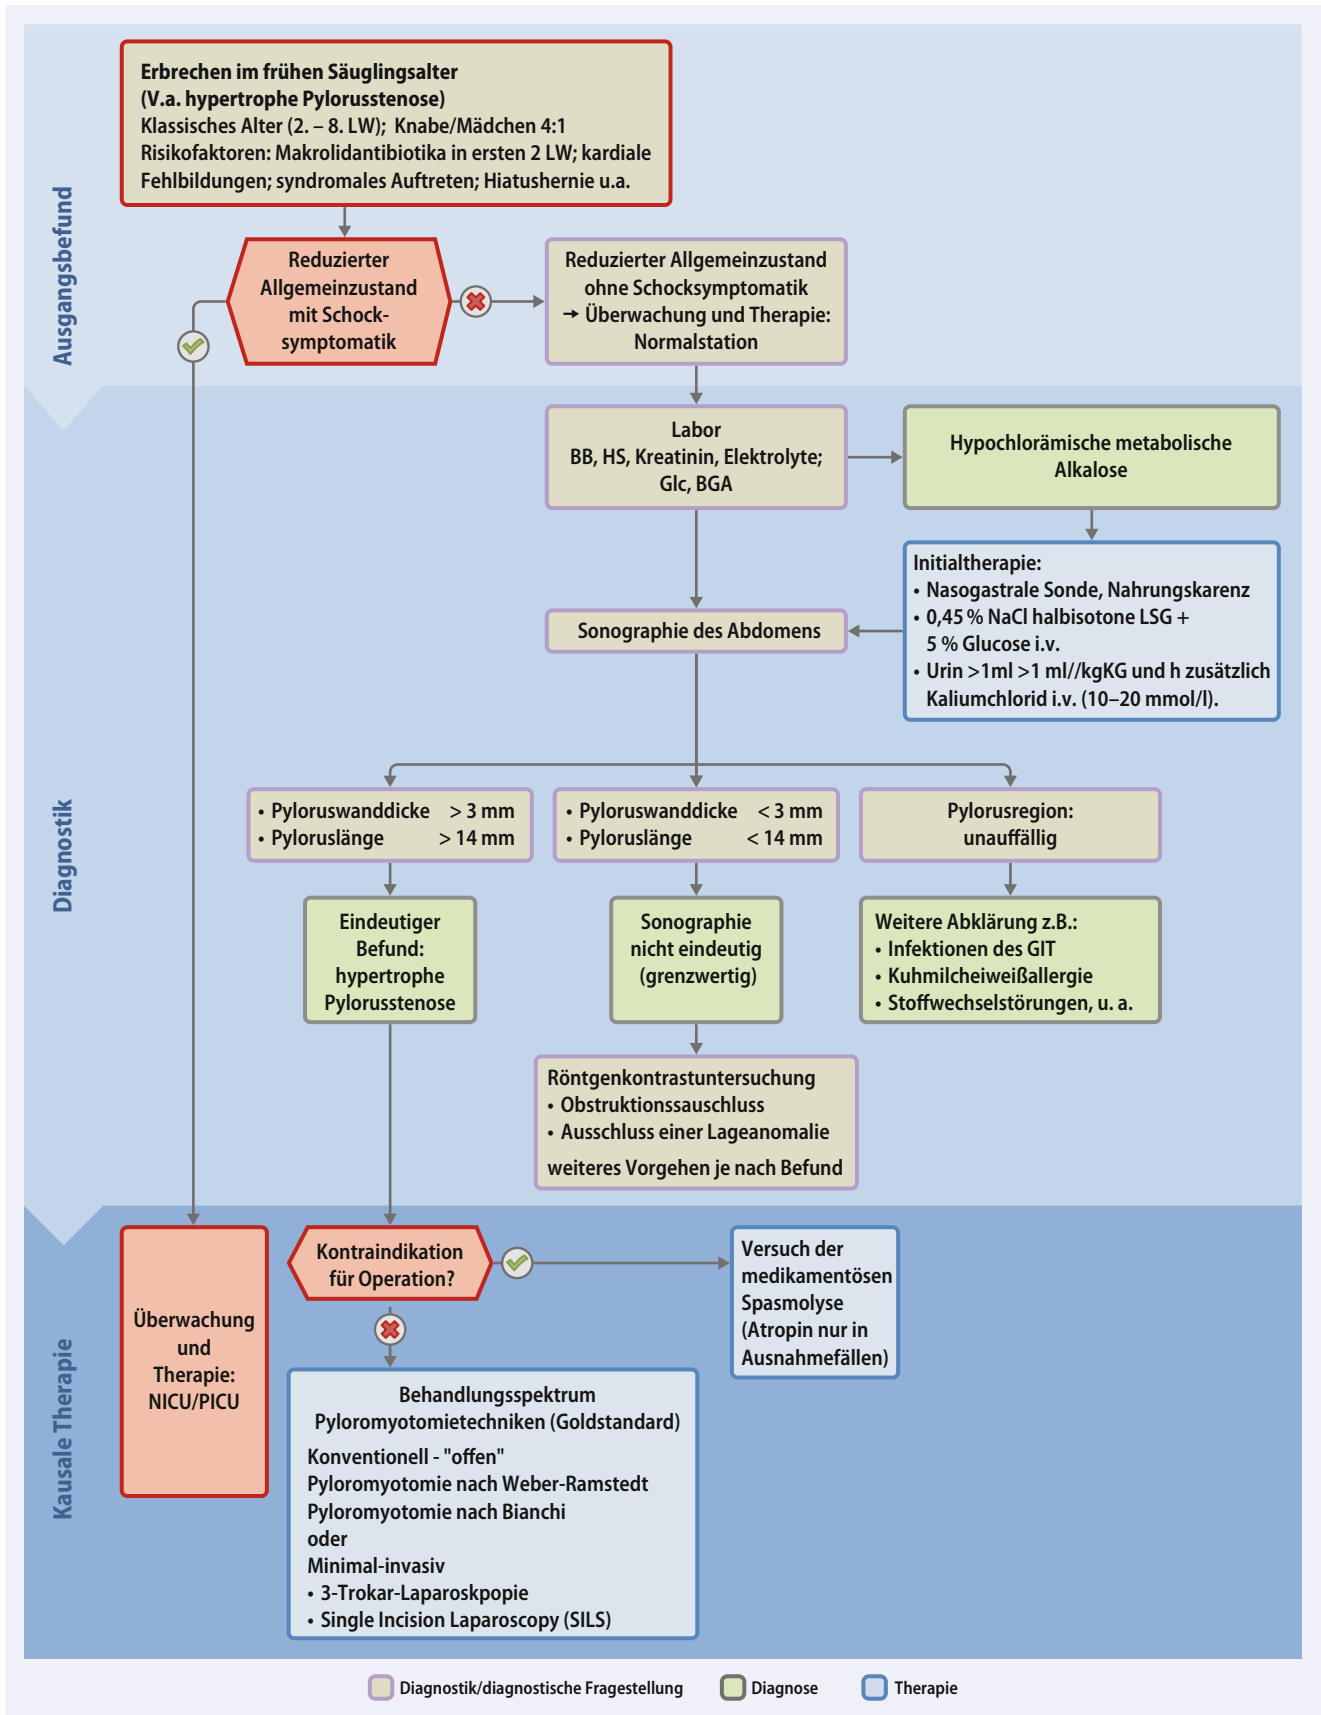 Ausgangsbefund
Erbrechen im frühen Säuglingsalter
(V.a. hypertrophe Pylorusstenose)
Klassisches Alter (2. – 8. LW); Knabe/Mädchen 4:1
Risikofaktoren: Makrolidantibiotika in ersten 2 LW; kardiale
Fehlbildungen; syndromales Auftreten; Hiatushernie u.a.
Reduzierter
Allgemeinzustand
mit Schock-
symptomatik
Reduzierter Allgemeinzustand
ohne Schocksymptomatik
→ Überwachung und Therapie:
Normalstation
Diagnostik
Labor
BB, HS, Kreatinin, Elektrolyte;
Glc, BGA
Hypochlorämische metabolische
Alkalose
Initialtherapie:
• Nasogastrale Sonde, Nahrungskarenz
• 0,45 % NaCl halbisotone LSG +
5 % Glucose i.v.
• Urin >1ml >1 ml//kgKG und h zusätzlich
Kaliumchlorid i.v. (10–20 mmol/l).
Sonographie des Abdomens
• Pyloruswanddicke > 3 mm
• Pyloruslänge > 14 mm
• Pyloruswanddicke < 3 mm
• Pyloruslänge < 14 mm
Pylorusregion:
unauffällig
Eindeutiger
Befund:
hypertrophe
Pylorusstenose
Sonographie
nicht eindeutig
(grenzwertig)
Weitere Abklärung z.B.:
• Infektionen des GIT
• Kuhmilcheiweißallergie
• Stoffwechselstörungen, u. a.
Röntgenkontrastuntersuchung
• Obstruktionssauschluss
• Ausschluss einer Lageanomalie
weiteres Vorgehen je nach Befund
Kausale Therapie
Überwachung
und
Therapie:
NICU/PICU
Kontraindikation
für Operation?
Versuch der
medikamentösen
Spasmolyse
(Atropin nur in
Ausnahmefällen)
Behandlungsspektrum
Pyloromyotomietechniken (Goldstandard)
Konventionell - "offen"
Pyloromyotomie nach Weber-Ramstedt
Pyloromyotomie nach Bianchi
oder
Minimal-invasiv
• 3-Trokar-Laparoskpopie
• Single Incision Laparoscopy (SILS)
Diagnostik/diagnostische Fragestellung
Diagnose
Therapie